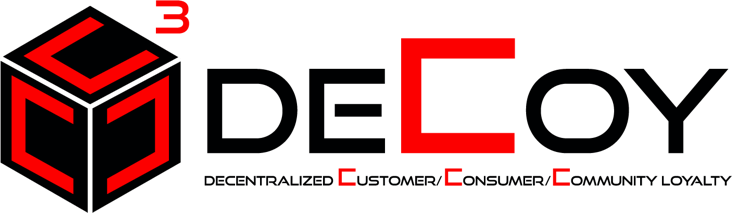 3
DECOY
DECENTRALIZED CUSTOMER/CONSUMER/COMMUNITY LOYALTY